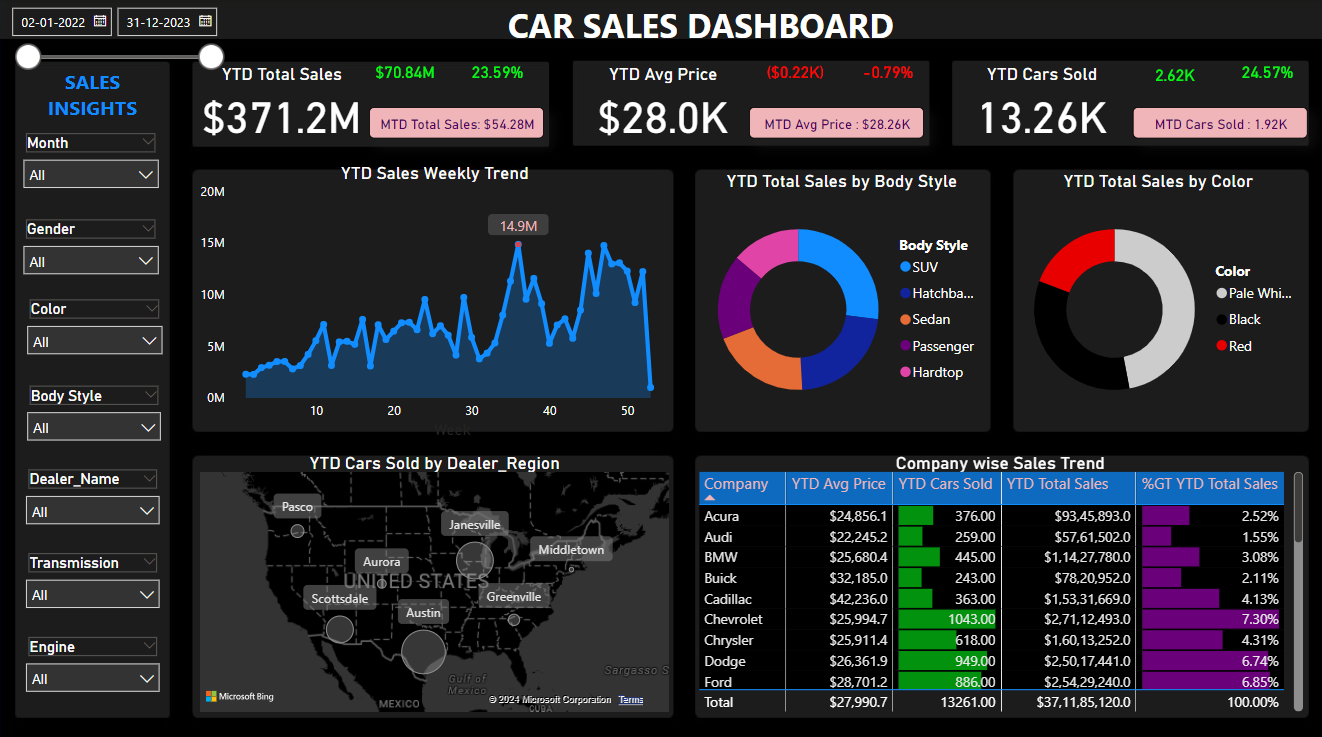 02-01-2022
31-12-2023
CAR SALES DASHBOARD
SALES
INSIGHTS
Month
All
Gender
All
Color
All
Body Style
All
Dealer_Name
All
Transmission
All
Engine
All
YTD Total Sales $70.84M 23.59%
$371.2M
MTD Total Sales: $54.28M
YTD Avg Price ($0.22K) -0.79%
$28.0K
MTD Avg Price : $28.26K
YTD Cars Sold 2.62K 24.57%
13.26K
MTD Cars Sold : 1.92K
YTD Sales Weekly Trend
20M
15M
10M
5M
0M
14.9M
10 20 30 40 50
Week
YTD Total Sales by Body Style
Body Style
SUV
Hatchba...
Sedan
Passenger
Hardtop
YTD Total Sales by Color
Color
Pale Whi...
Black
Red
YTD Cars Sold by Dealer_Region
Pasco
Janesville
Middletown
Aurora
UNITED STATES
Scottsdale
Greenville
Austin
Sargasso S
Gulf of
Mexico
MEXICO
CUBA
Microsoft Bing
© 2024 Microsoft Corporation Terms
Company wise Sales Trend
Company YTD Avg Price YTD Cars Sold YTD Total Sales %GT YTD Total Sales
Acura $24,856.1 376.00 $93,45,893.0 2.52%
Audi $22,245.2 259.00 $57,61,502.0 1.55%
BMW $25,680.4 445.00 $1,14,27,780.0 3.08%
Buick $32,185.0 243.00 $78,20,952.0 2.11%
Cadillac $42,236.0 363.00 $1,53,31,669.0 4.13%
Chevrolet $25,994.7 1043.00 $2,71,12,493.0 7.30%
Chrysler $25,911.4 618.00 $1,60,13,252.0 4.31%
Dodge $26,361.9 949.00 $2,50,17,441.0 6.74%
Ford $28,701.2 886.00 $2,54,29,240.0 6.85%
Total $27,990.7 13261.00 $37,11,85,120.0 100.00%